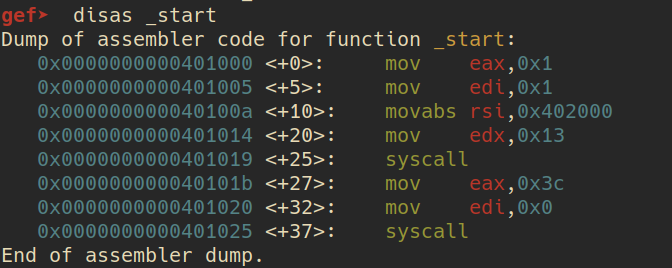 gef➤  disas _start
Dump of assembler code for function _start:
   0x0000000000401000 <+0>:     mov    eax,0x1
   0x0000000000401005 <+5>:     mov    edi,0x1
   0x000000000040100a <+10>:    movabs rsi,0x402000
   0x0000000000401014 <+20>:    mov    edx,0x13
   0x0000000000401019 <+25>:    syscall
   0x000000000040101b <+27>:    mov    eax,0x3c
   0x0000000000401020 <+32>:    mov    edi,0x0
   0x0000000000401025 <+37>:    syscall
End of assembler dump.